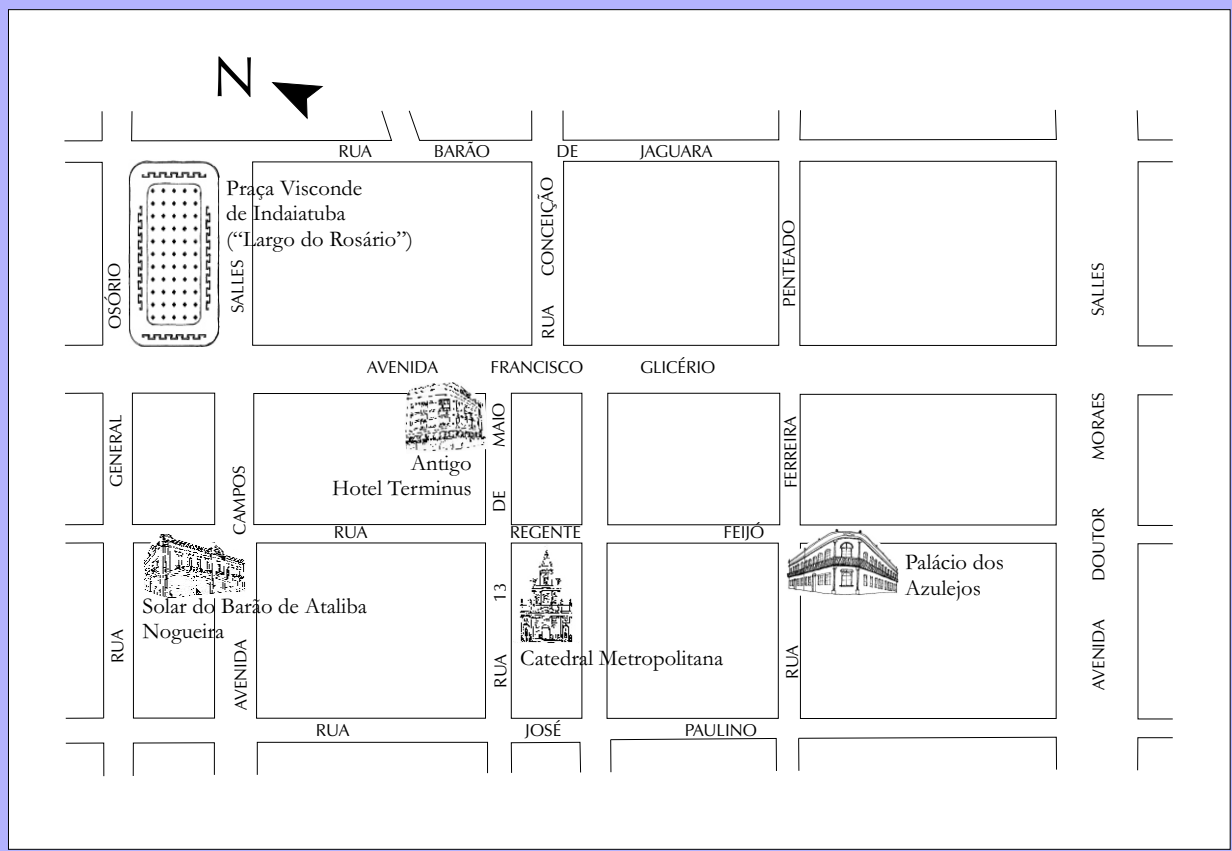 N
RUA BARÃO DE JAGUARA
Praça Visconde
de Indaiatuba
(“Largo do Rosário”)
RUA CONCEIÇÃO
AVENIDA FRANCISCO GLICÉRIO
Antigo
Hotel Terminus
RUA REGENTE FEIJÓ
Solar do Barão de Ataliba
Nogueira
Catedral Metropolitana
Palácio dos
Azulejos
RUA JOSÉ PAULINO
RUA GENERAL OSÓRIO
AVENIDA CAMPOS SALLES
RUA 13 DE MAIO
RUA FERREIRA PENTEADO
AVENIDA DOUTOR MORAES SALLES